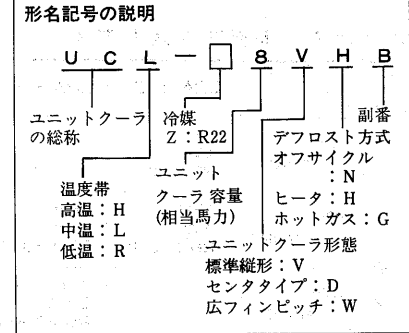 形名記号の説明
U C L － □ 8 V H B
ユニットクーラ
の総称
冷媒
Z：R22
副番
デフロスト方式
オフサイクル
：N
ヒータ：H
ホットガス：G
ユニット
クーラ容量
(相当馬力)
温度帯
高温：H
中温：L
低温：R
ユニットクーラ形態
標準縦形：V
センタタイプ：D
広フィンピッチ：W